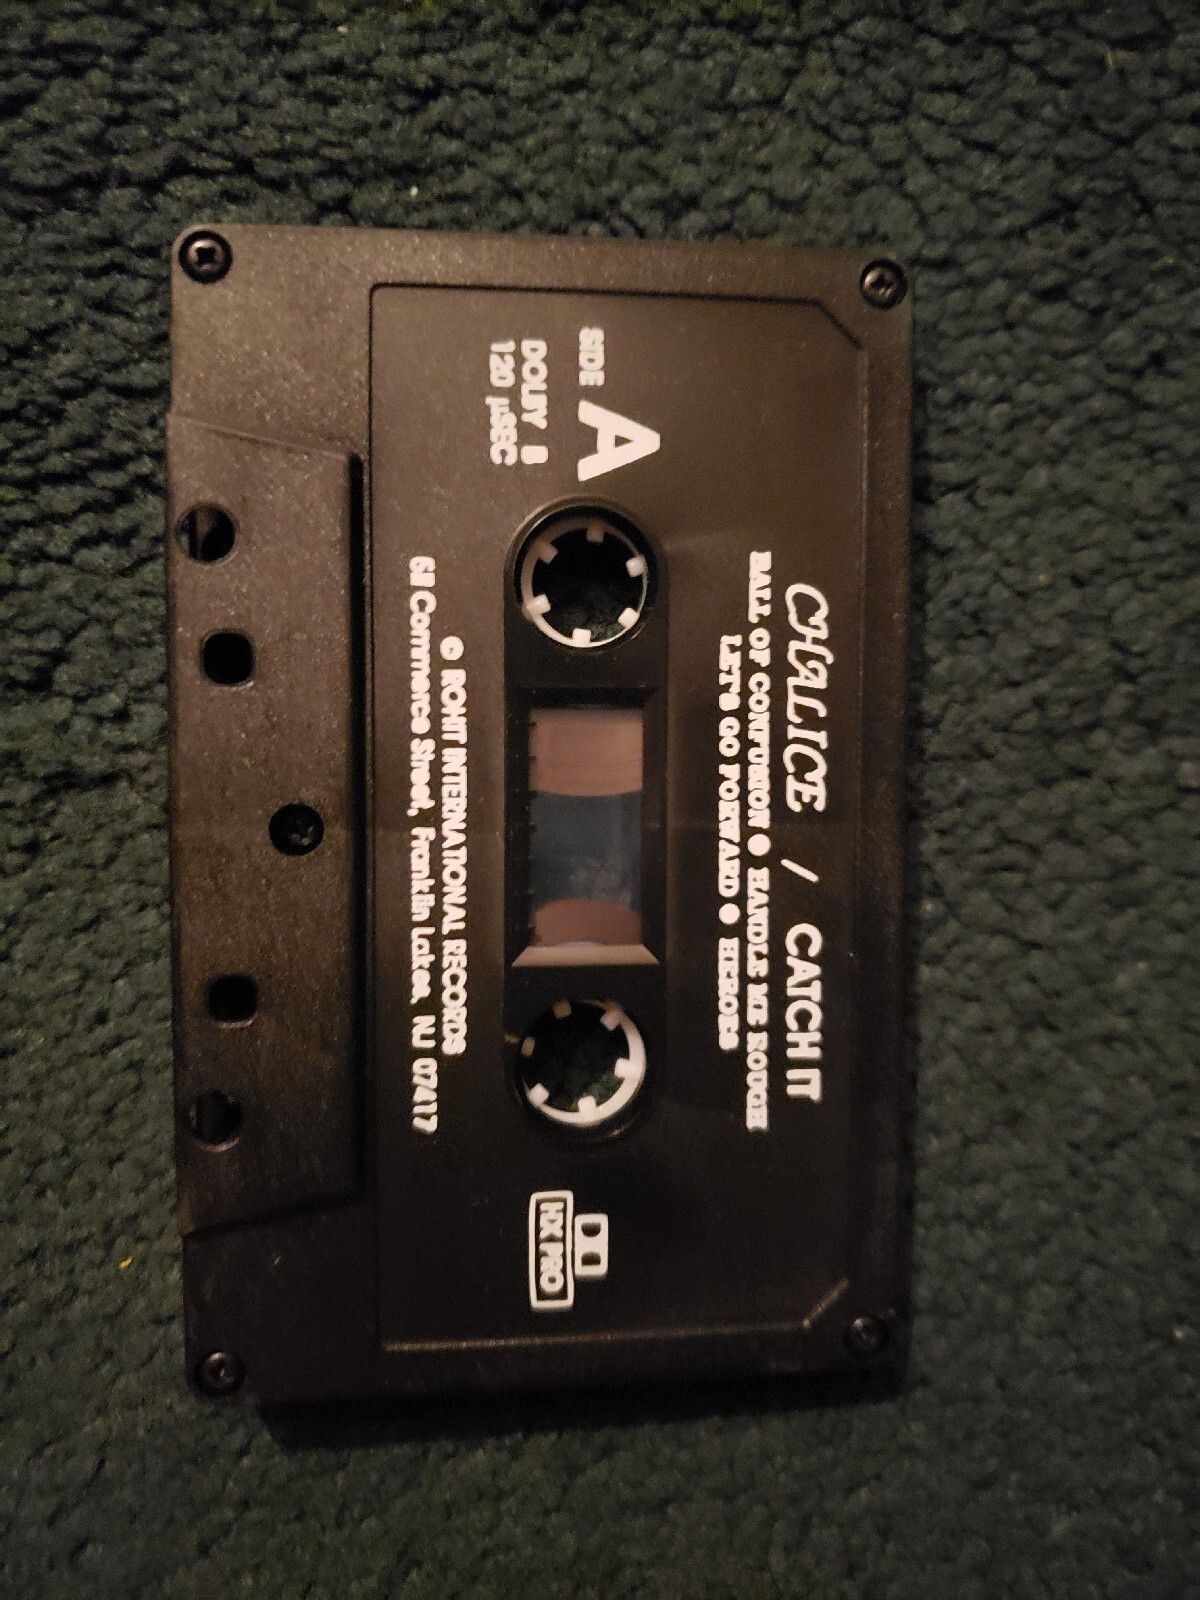 CHALICE / CATCH IT
BALL OF CONFUSION ● HANDLE ME ROUGH
LET'S GO FORWARD ● HEROES
SIDE A
DOLBY B
120 µSEC
HX PRO
© ROHIT INTERNATIONAL RECORDS
611 Commerce Street, Franklin Lakes, NJ 07417